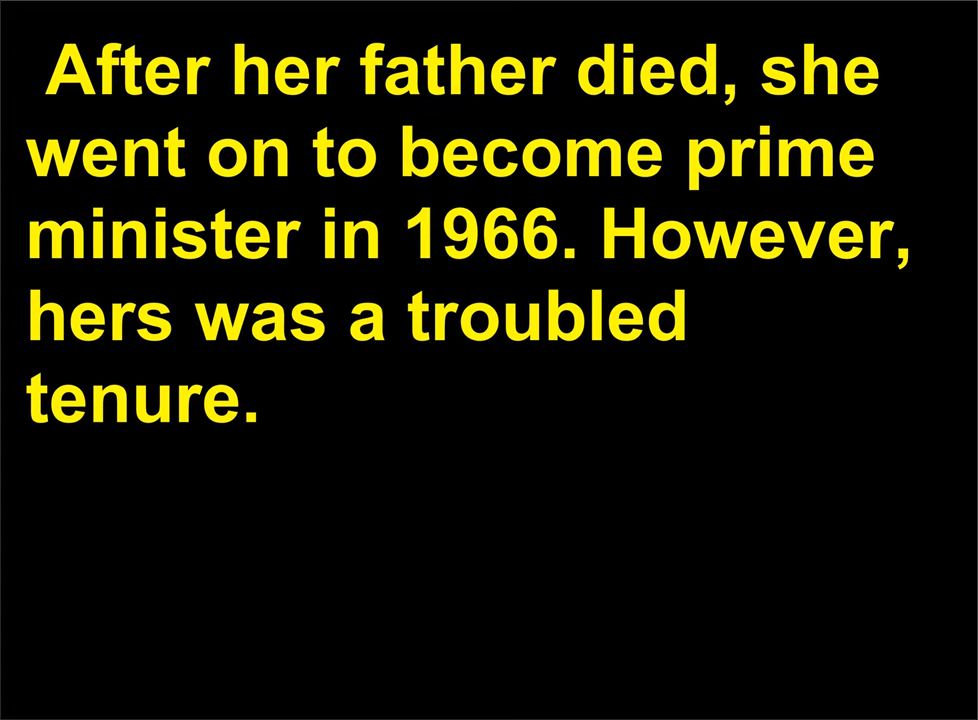 After her father died, she
went on to become prime
minister in 1966. However,
hers was a troubled
tenure.